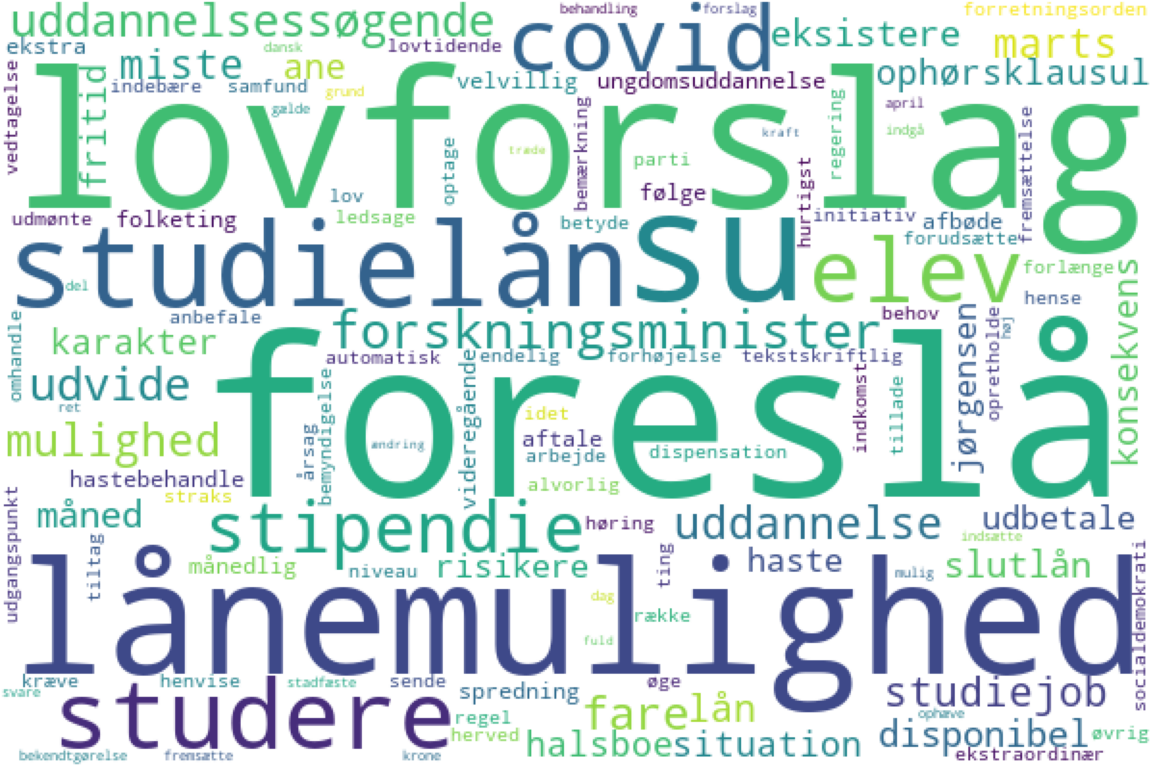 uddannelsessøgende
behandling
forslag
forretningsorden
ekstra
dansk
lovtidende
covid
eksistere
marts
miste
ane
vedtagelse
indebære
samfund
grund
velvillig
ungdomsuddannelse
ophørsklausul
fritid
gælde
lovforslag
optage
bemærkning
træde
parti
kraft
regering
april
indgå
lov
følge
hurtigst
fremsættelse
udmønte
folketing
ledsage
betyde
initiativ
afbøde
forudsætte
studielån
su
elev
forlænge
del
hense
konsekvens
omhandle
anbefale
forskningsminister
behov
jørgensen
opretholde
høj
karakter
automatisk
endelig
forhøjelse
tekstskriftlig
udvide
ret
foreslå
årsag
bemyndigelse
ændring
videregående
idet
aftale
arbejde
dispensation
indkomst
tillade
mulighed
hastebehandle
straks
alvorlig
måned
stipendie
høring
uddannelse
udbetale
udgangspunkt
tiltag
månedlig
niveau
risikere
ting
haste
indsætte
mulig
slutlån
socialdemokrati
lånemulighed
dag
række
fuld
kræve
svare
henvise
stadfæste
sende
spredning
øge
studiejob
studere
regel
herved
fare
lån
ophæve
disponibel
øvrig
bekendtgørelse
fremsætte
krone
halsboe
situation
ekstraordinær